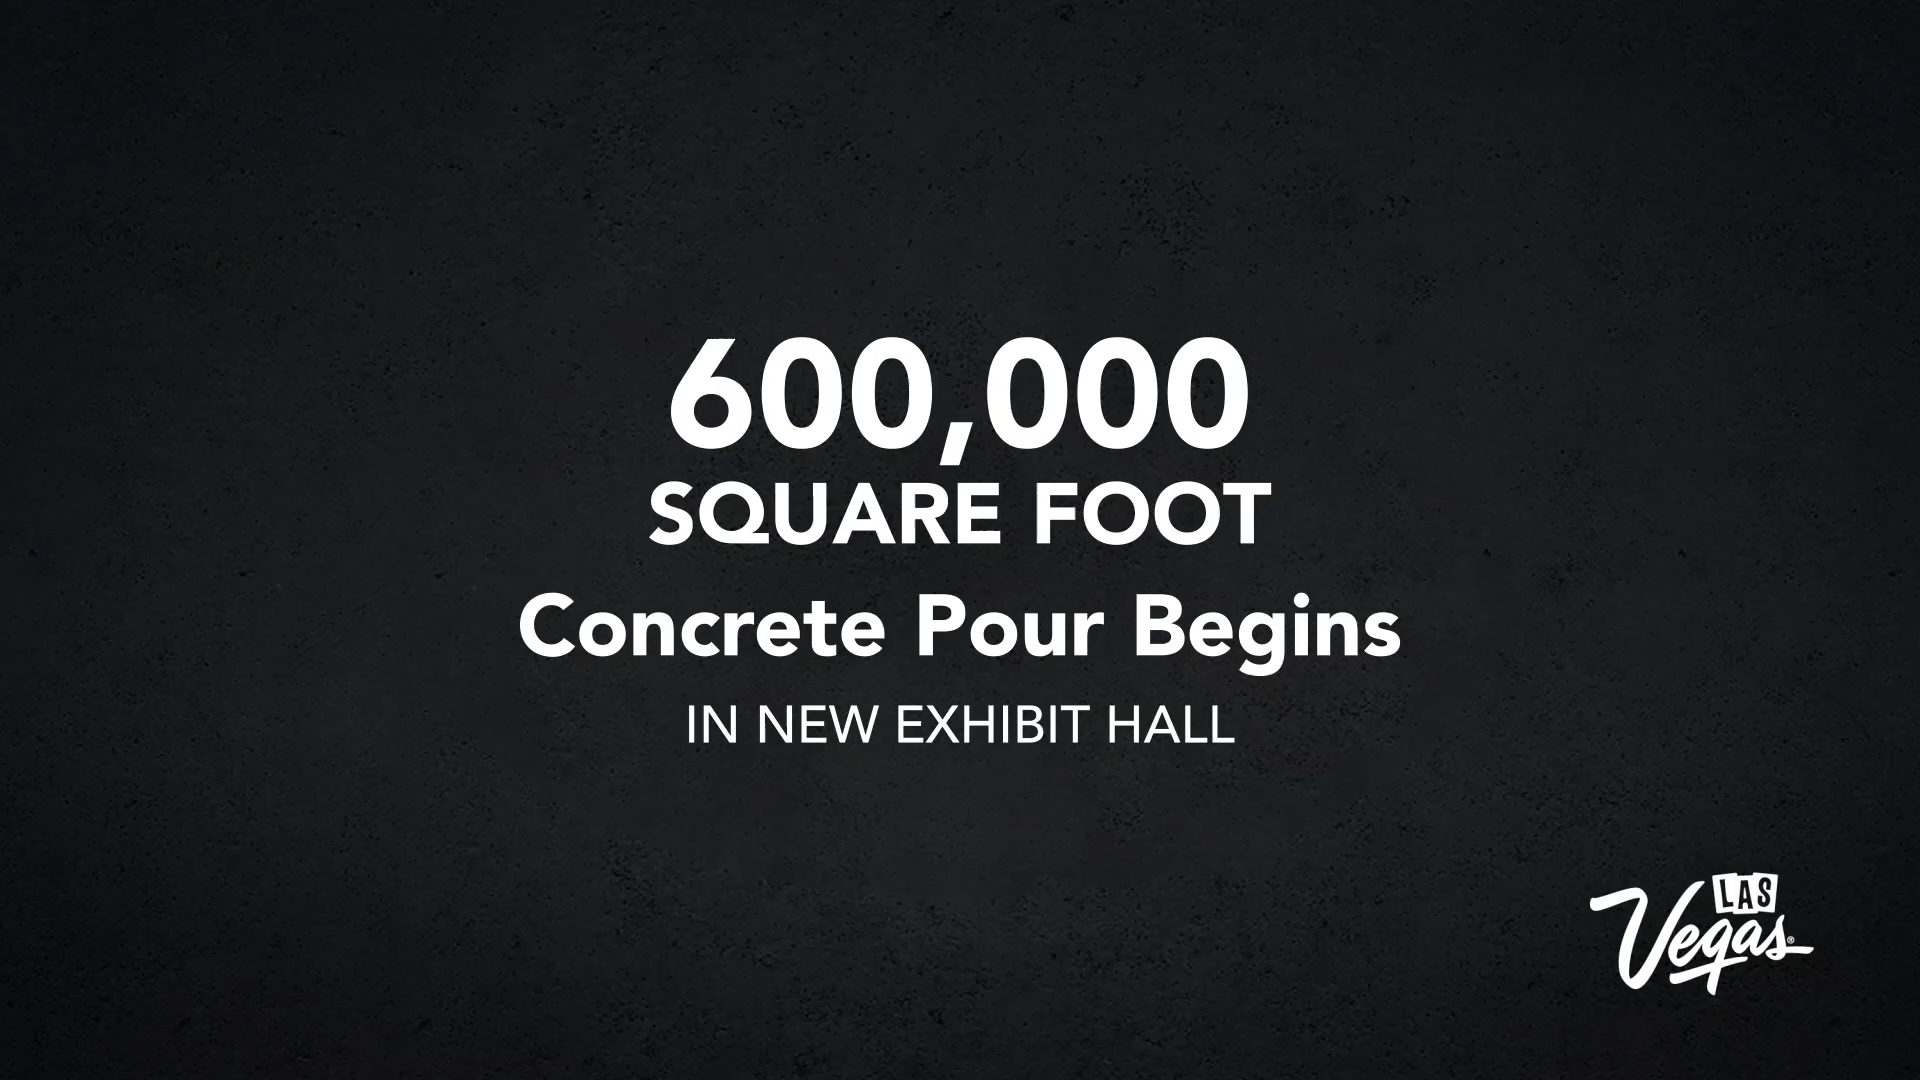 600,000
SQUARE FOOT
Concrete Pour Begins
IN NEW EXHIBIT HALL
LAS
Vegas®